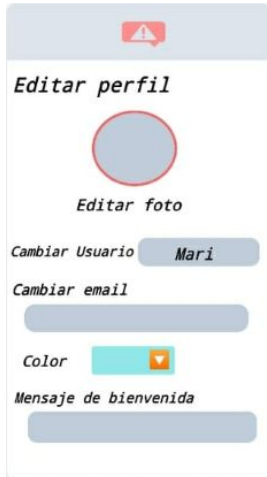 Editar perfil
Editar foto
Cambiar Usuario Mari
Cambiar email
Color
Mensaje de bienvenida